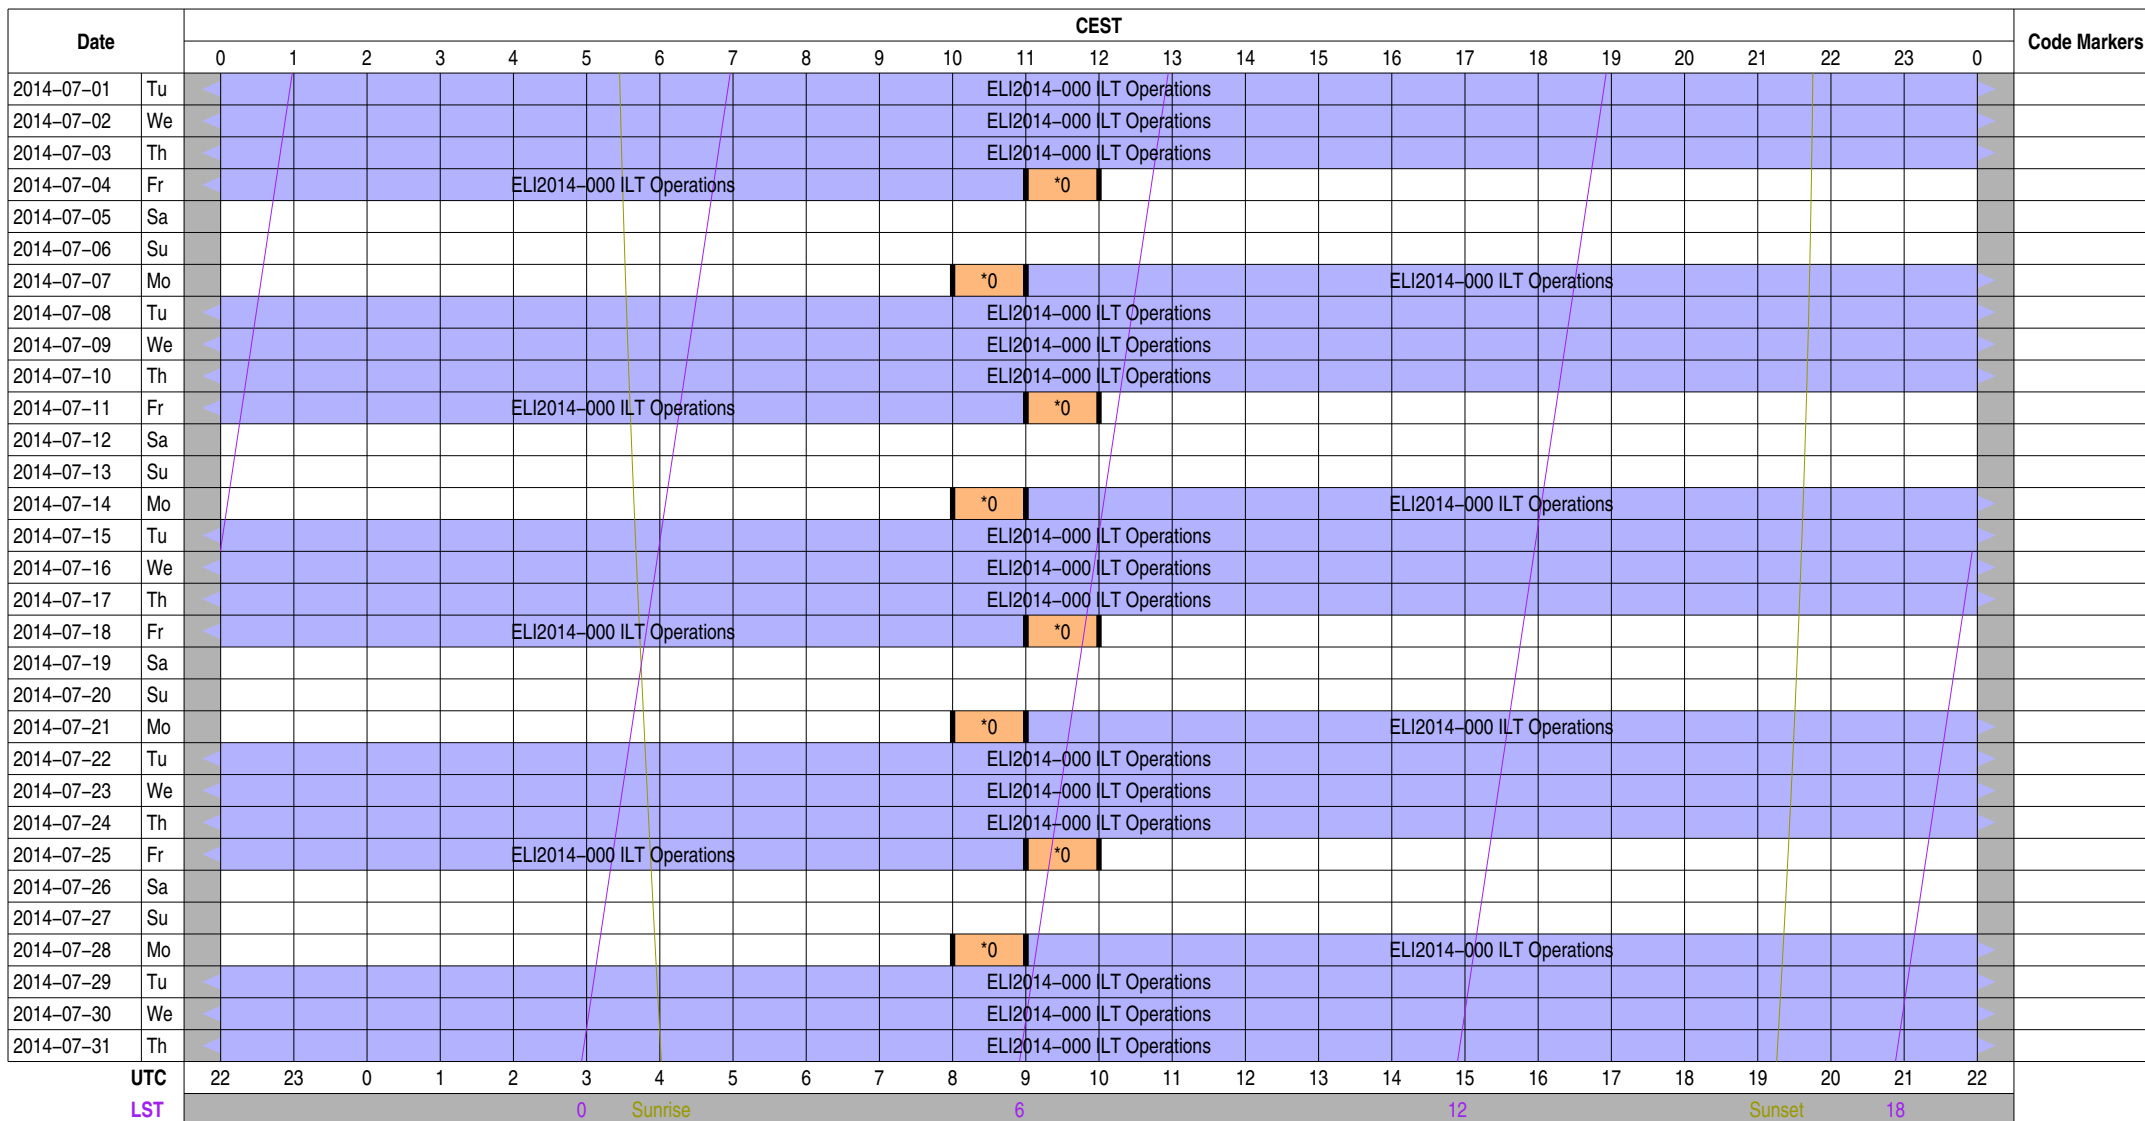 Date CEST Code Markers
0 1 2 3 4 5 6 7 8 9 10 11 12 13 14 15 16 17 18 19 20 21 22 23 0
2014-07-01 Tu ELI2014-000 ILT Operations
2014-07-02 We ELI2014-000 ILT Operations
2014-07-03 Th ELI2014-000 ILT Operations
2014-07-04 Fr ELI2014-000 ILT Operations *0
2014-07-05 Sa
2014-07-06 Su
2014-07-07 Mo *0 ELI2014-000 ILT Operations
2014-07-08 Tu ELI2014-000 ILT Operations
2014-07-09 We ELI2014-000 ILT Operations
2014-07-10 Th ELI2014-000 ILT Operations
2014-07-11 Fr ELI2014-000 ILT Operations *0
2014-07-12 Sa
2014-07-13 Su
2014-07-14 Mo *0 ELI2014-000 ILT Operations
2014-07-15 Tu ELI2014-000 ILT Operations
2014-07-16 We ELI2014-000 ILT Operations
2014-07-17 Th ELI2014-000 ILT Operations
2014-07-18 Fr ELI2014-000 ILT Operations *0
2014-07-19 Sa
2014-07-20 Su
2014-07-21 Mo *0 ELI2014-000 ILT Operations
2014-07-22 Tu ELI2014-000 ILT Operations
2014-07-23 We ELI2014-000 ILT Operations
2014-07-24 Th ELI2014-000 ILT Operations
2014-07-25 Fr ELI2014-000 ILT Operations *0
2014-07-26 Sa
2014-07-27 Su
2014-07-28 Mo *0 ELI2014-000 ILT Operations
2014-07-29 Tu ELI2014-000 ILT Operations
2014-07-30 We ELI2014-000 ILT Operations
2014-07-31 Th ELI2014-000 ILT Operations
UTC 22 23 0 1 2 3 4 5 6 7 8 9 10 11 12 13 14 15 16 17 18 19 20 21 22
LST 0 Sunrise 6 12 Sunset 18